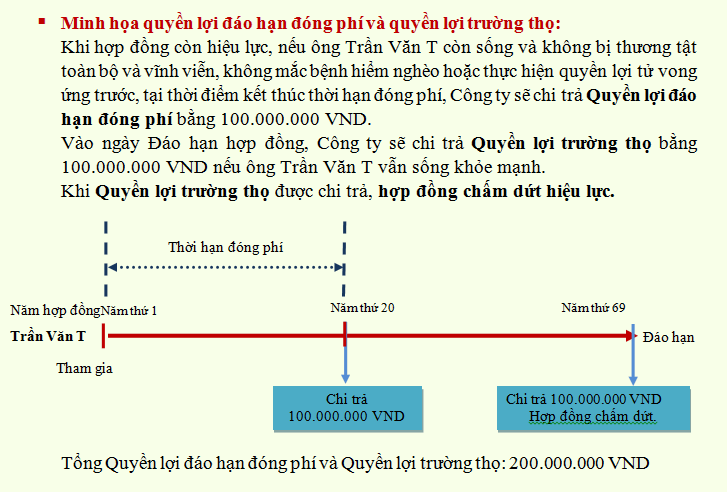 Minh họa quyền lợi đáo hạn đóng phí và quyền lợi trường thọ:
Khi hợp đồng còn hiệu lực, nếu ông Trần Văn T còn sống và không bị thương tật
toàn bộ và vĩnh viễn, không mắc bệnh hiểm nghèo hoặc thực hiện quyền lợi tử vong
ứng trước, tại thời điểm kết thúc thời hạn đóng phí, Công ty sẽ chi trả Quyền lợi đáo
hạn đóng phí bằng 100.000.000 VND.
Vào ngày Đáo hạn hợp đồng, Công ty sẽ chi trả Quyền lợi trường thọ bằng
100.000.000 VND nếu ông Trần Văn T vẫn sống khỏe mạnh.
Khi Quyền lợi trường thọ được chi trả, hợp đồng chấm dứt hiệu lực.
Thời hạn đóng phí
Năm hợp đồng Năm thứ 1 Năm thứ 20 Năm thứ 69
Trần Văn T Đáo hạn
Tham gia
Chi trả
100.000.000 VND
Chi trả 100.000.000 VND
Hợp đồng chấm dứt.
Tổng Quyền lợi đáo hạn đóng phí và Quyền lợi trường thọ: 200.000.000 VND